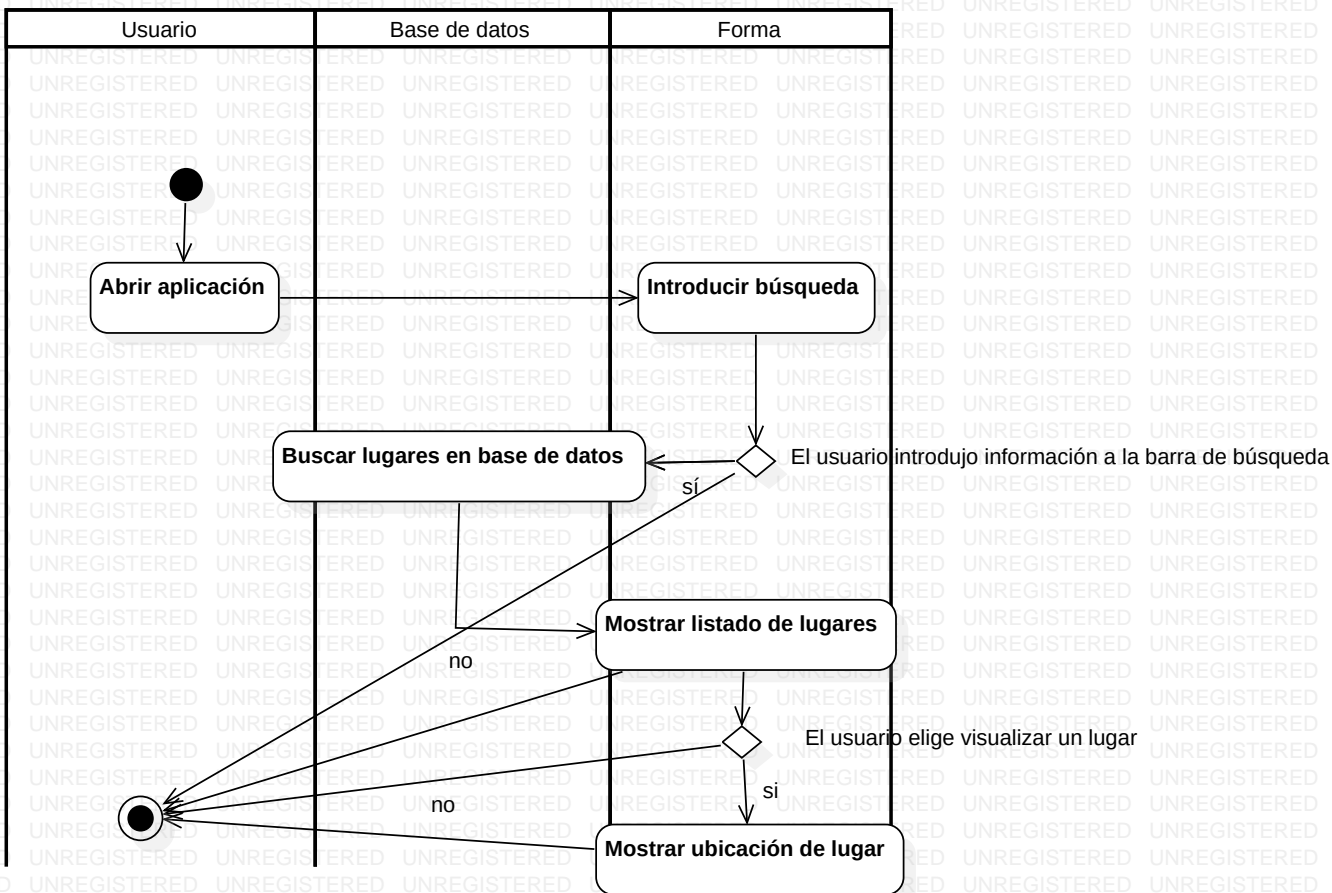 Usuario
Base de datos
Forma
Abrir aplicación
Introducir búsqueda
Buscar lugares en base de datos
El usuario introdujo información a la barra de búsqueda
sí
Mostrar listado de lugares
no
El usuario elige visualizar un lugar
si
no
Mostrar ubicación de lugar
UNREGISTERED